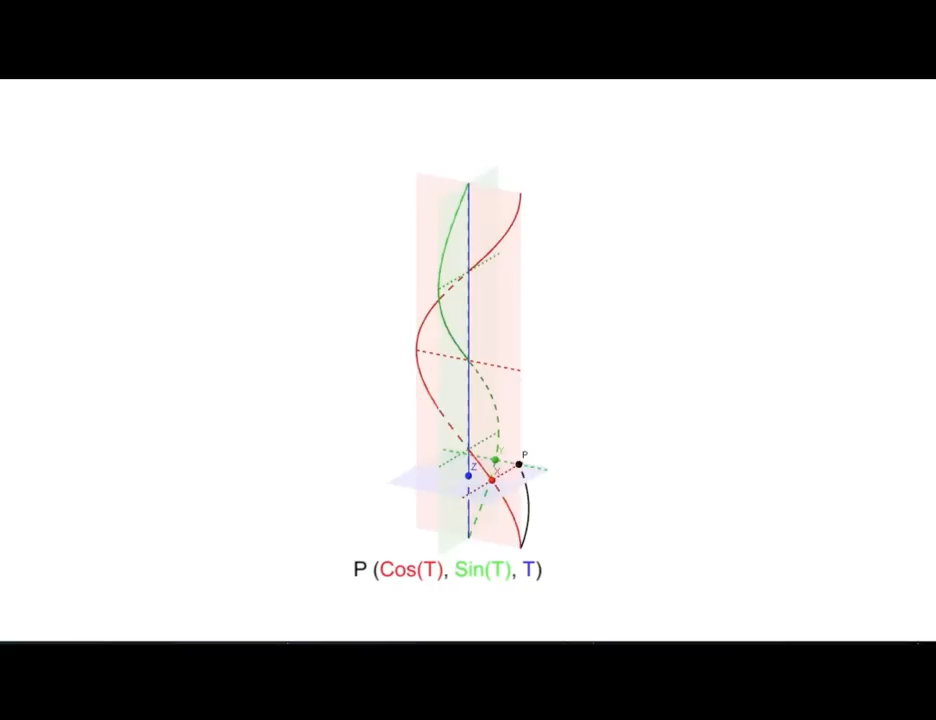 P
Y
X
Z
P (Cos(T), Sin(T), T)